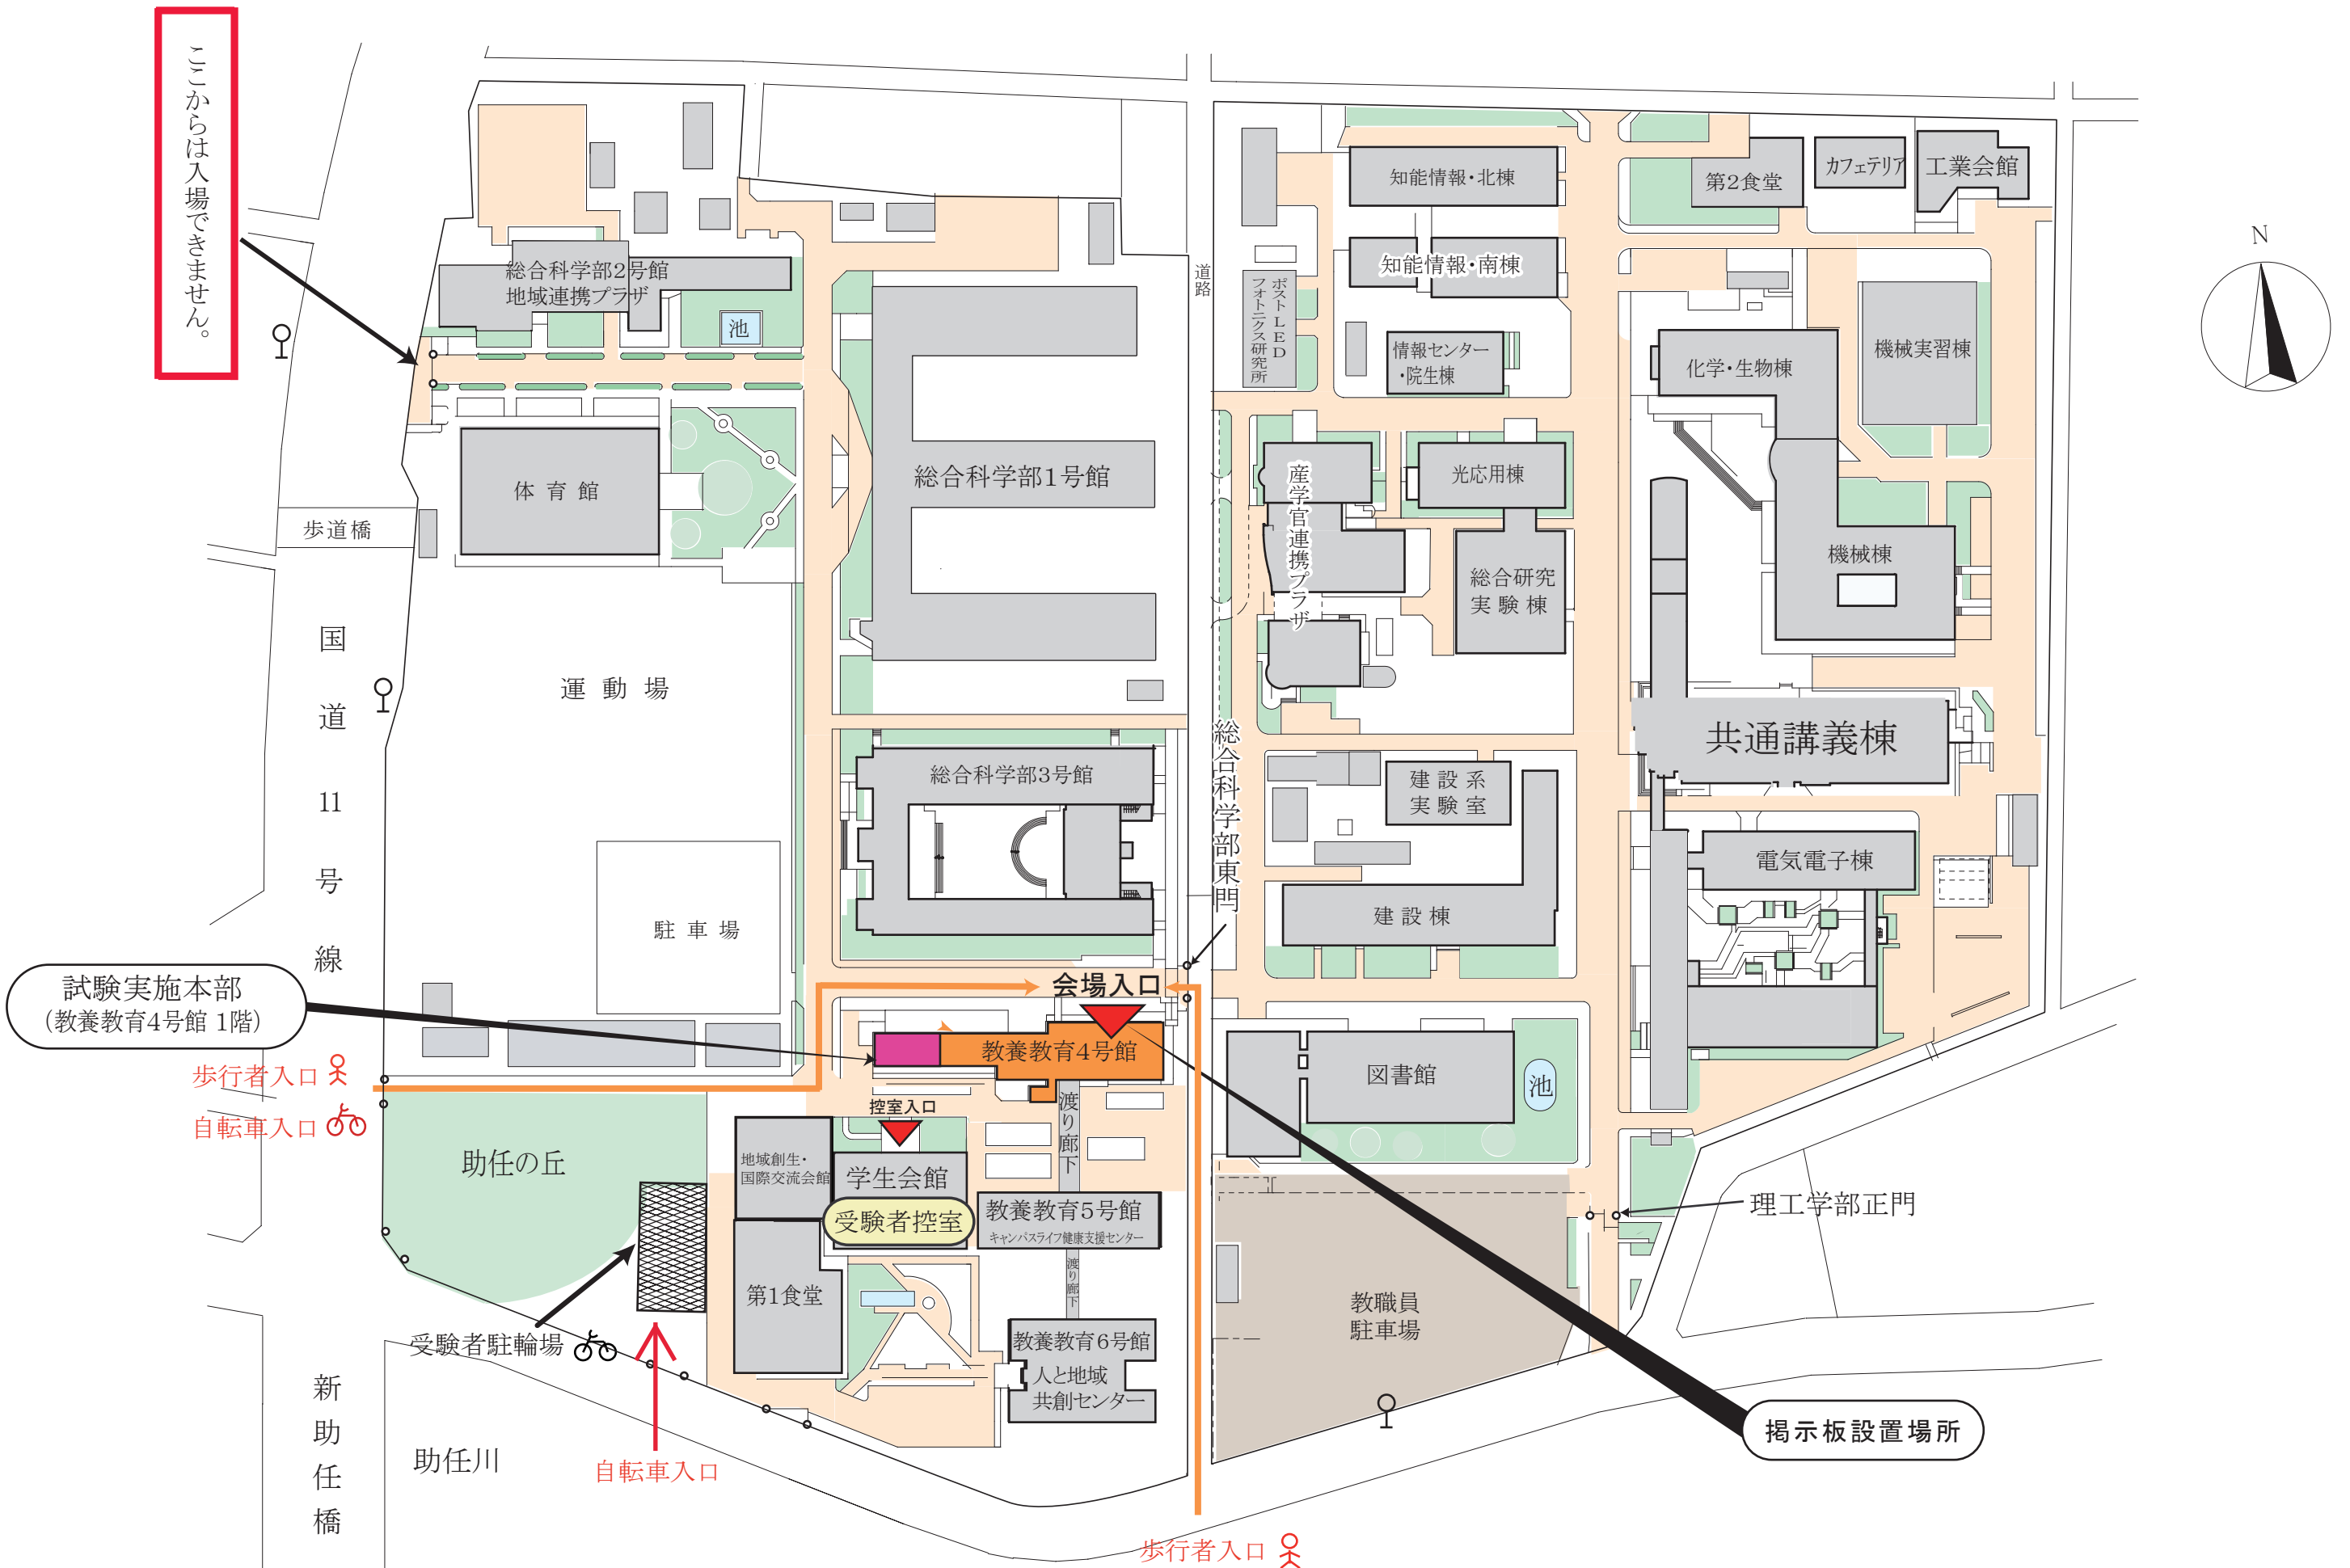 ここからは入場できません。
N
総合科学部2号館
地域連携プラザ
池
体育館
歩道橋
国道11号線
運動場
駐車場
総合科学部1号館
総合科学部3号館
道路
知能情報・北棟
知能情報・南棟
ポストLED
フォトニクス研究所
情報センター
・院生棟
第2食堂
カフェテリア
工業会館
化学・生物棟
機械実習棟
産学官連携プラザ
光応用棟
総合研究
実験棟
機械棟
共通講義棟
総合科学部東門
建設系
実験室
建設棟
電気電子棟
試験実施本部
(教養教育4号館 1階)
会場入口
教養教育4号館
歩行者入口
自転車入口
控室入口
渡り廊下
図書館
池
助任の丘
地域創生・
国際交流会館
学生会館
受験者控室
教養教育5号館
キャンパスライフ健康支援センター
渡り廊下
理工学部正門
第1食堂
教養教育6号館
人と地域
共創センター
教職員
駐車場
受験者駐輪場
新助任橋
助任川
自転車入口
掲示板設置場所
歩行者入口